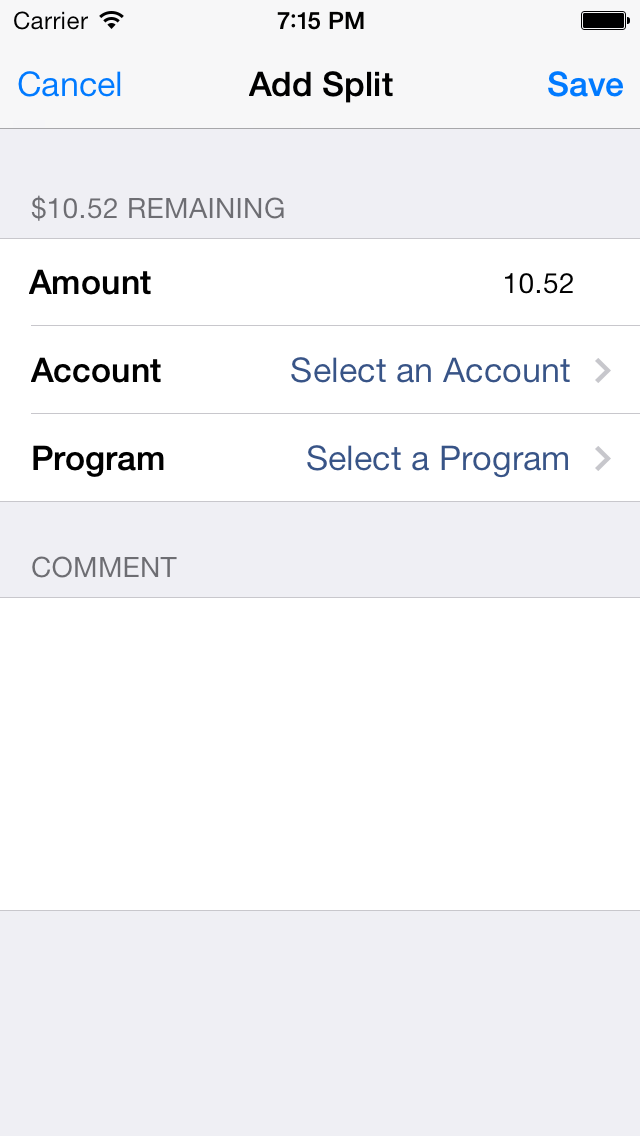 Carrier 7:15 PM
Cancel Add Split Save
$10.52 REMAINING
Amount 10.52
Account Select an Account
Program Select a Program
COMMENT